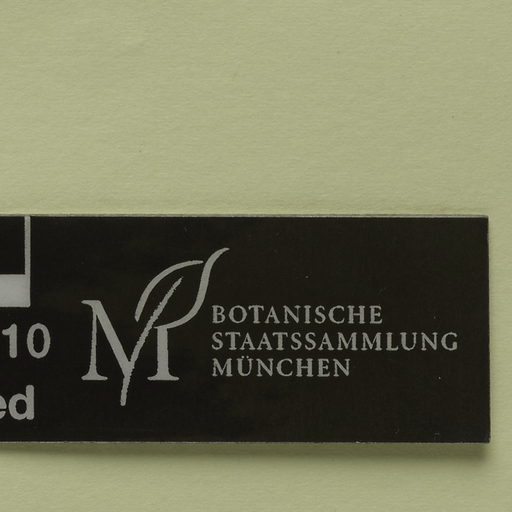 10
ed
M
BOTANISCHE
STAATSSAMMLUNG
MÜNCHEN